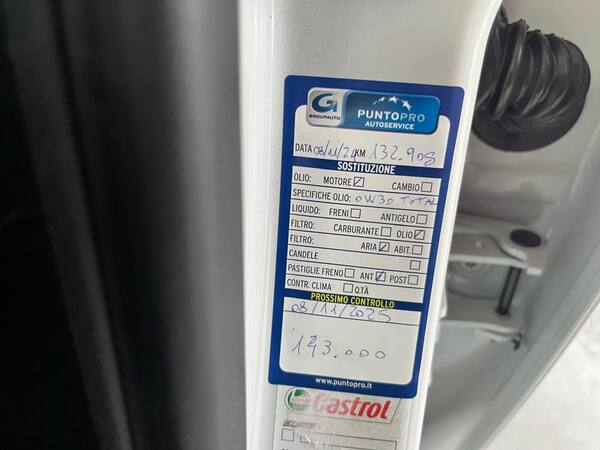 G GROUPAUTO PUNTOPRO AUTOSERVICE
DATA 08/11/24 KM 132.908
SOSTITUZIONE
OLIO: MOTORE ☑ CAMBIO ☐
SPECIFICHE OLIO: 0W30 TOTAL
LIQUIDO: FRENI ☐ ANTIGELO ☐
FILTRO: CARBURANTE ☐ OLIO ☑
FILTRO: ARIA ☑ ABIT. ☐
CANDELE ☐
PASTIGLIE FRENO ☐ ANT ☑ POST ☐
CONTR. CLIMA ☐ Q.TÀ
PROSSIMO CONTROLLO
08/11/2025
143.000
www.puntopro.it
Castrol